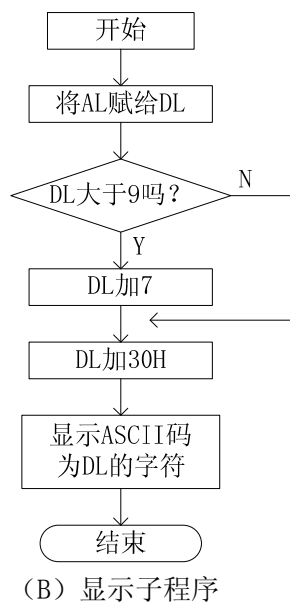 开始
将AL赋给DL
DL大于9吗?
N
Y
DL加7
DL加30H
显示ASCII码
为DL的字符
结束
（B）显示子程序